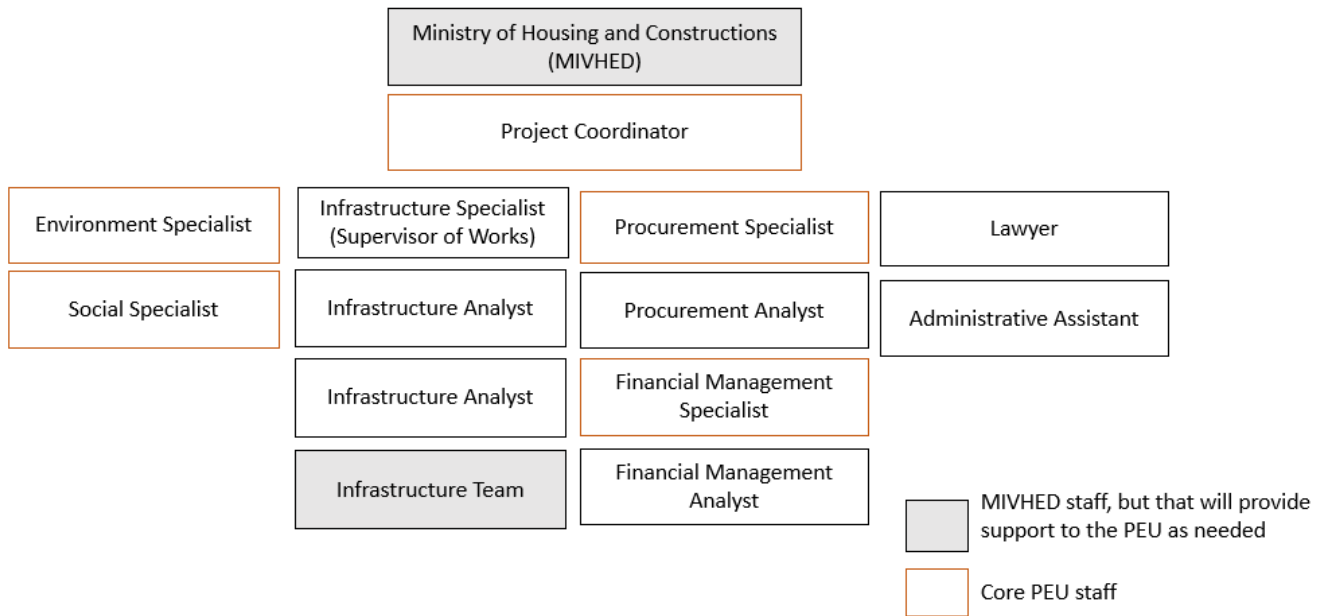 Ministry of Housing and Constructions
(MIVHED)
Project Coordinator
Environment Specialist
Social Specialist
Infrastructure Specialist
(Supervisor of Works)
Infrastructure Analyst
Infrastructure Analyst
Infrastructure Team
Procurement Specialist
Procurement Analyst
Financial Management
Specialist
Financial Management
Analyst
Lawyer
Administrative Assistant
MIVHED staff, but that will provide
support to the PEU as needed
Core PEU staff